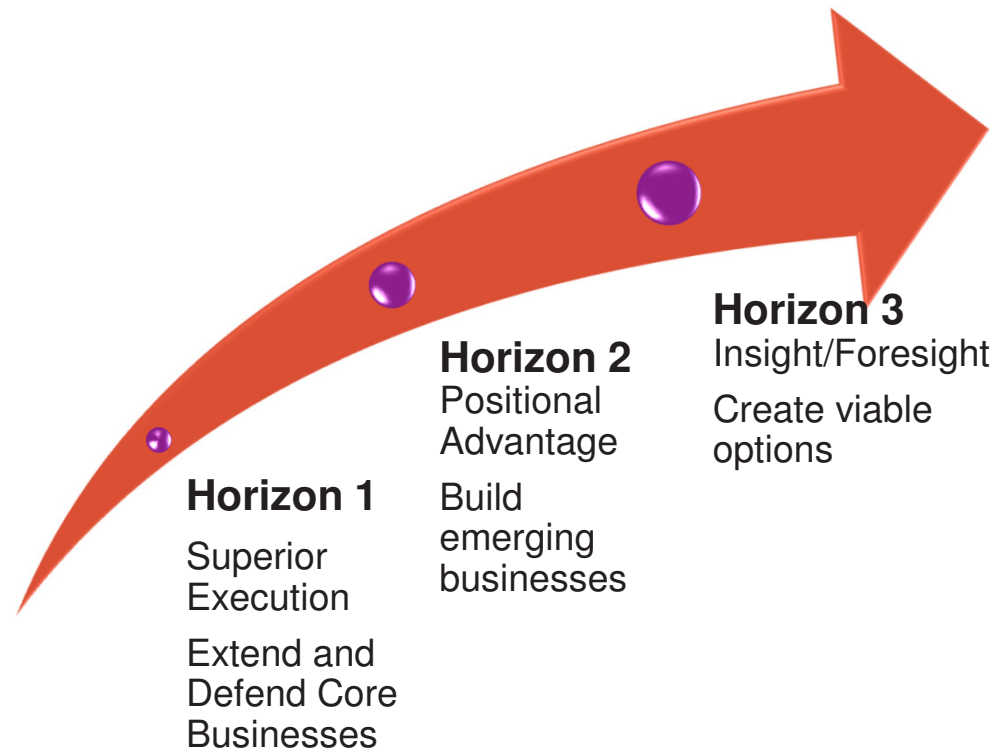 Horizon 1
Superior
Execution
Extend and
Defend Core
Businesses
Horizon 2
Positional
Advantage
Build
emerging
businesses
Horizon 3
Insight/Foresight
Create viable
options